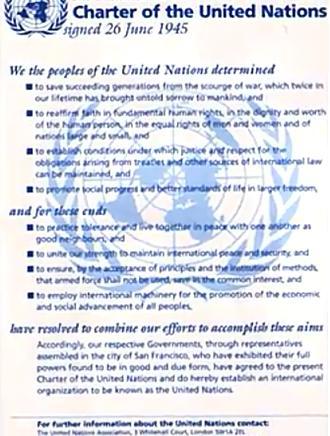 Charter of the United Nations
signed 26 June 1945
We the peoples of the United Nations determined
■ to save succeeding generations from the scourge of war, which twice in
our lifetime has brought untold sorrow to mankind, and
■ to reaffirm faith in fundamental human rights, in the dignity and worth
of the human person, in the equal rights of men and women and of
nations large and small, and
■ to establish conditions under which justice and respect for the
obligations arising from treaties and other sources of international law
can be maintained, and
■ to promote social progress and better standards of life in larger freedom,
and for these ends
■ to practice tolerance and live together in peace with one another as
good neighbours, and
■ to unite our strength to maintain international peace and security, and
■ to ensure, by the acceptance of principles and the institution of methods,
that armed force shall not be used, save in the common interest, and
■ to employ international machinery for the promotion of the economic
and social advancement of all peoples,
have resolved to combine our efforts to accomplish these aims
Accordingly, our respective Governments, through representatives
assembled in the city of San Francisco, who have exhibited their full
powers found to be in good and due form, have agreed to the present
Charter of the United Nations and do hereby establish an international
organization to be known as the United Nations.
For further information about the United Nations contact:
The United Nations Association, 3 Whitehall Court, London SW1A 2EL